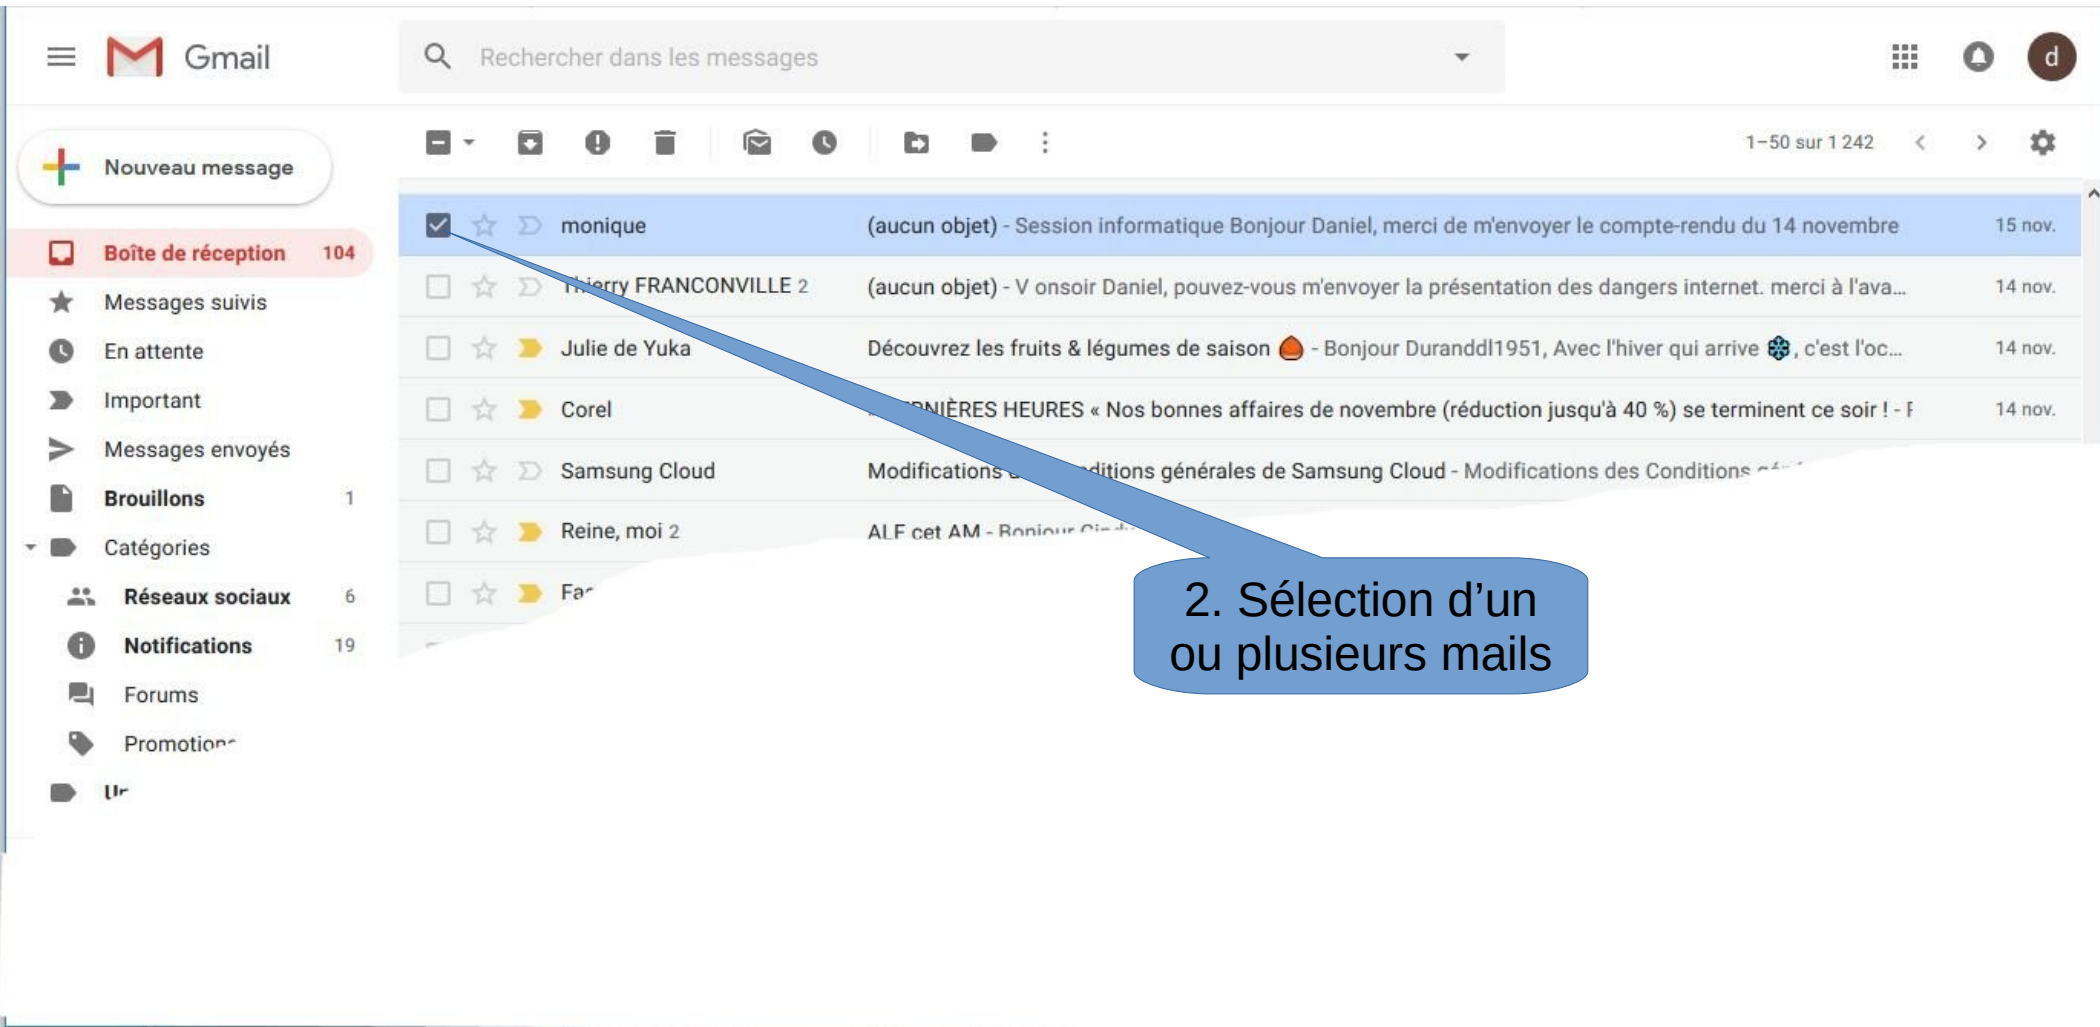 Gmail
Rechercher dans les messages
d
Nouveau message
1–50 sur 1 242
Boîte de réception 104
Messages suivis
En attente
Important
Messages envoyés
Brouillons 1
Catégories
Réseaux sociaux 6
Notifications 19
Forums
monique (aucun objet) - Session informatique Bonjour Daniel, merci de m'envoyer le compte-rendu du 14 novembre 15 nov.
FRANCONVILLE 2 (aucun objet) - V onsoir Daniel, pouvez-vous m'envoyer la présentation des dangers internet. merci à l'ava... 14 nov.
Julie de Yuka Découvrez les fruits & légumes de saison - Bonjour Duranddl1951, Avec l'hiver qui arrive , c'est l'oc... 14 nov.
Corel HEURES « Nos bonnes affaires de novembre (réduction jusqu'à 40 %) se terminent ce soir ! - 14 nov.
Samsung Cloud Modifications générales de Samsung Cloud - Modifications des Conditions
Reine, moi 2 ALF cet AM - Bonjour
2. Sélection d’un
ou plusieurs mails